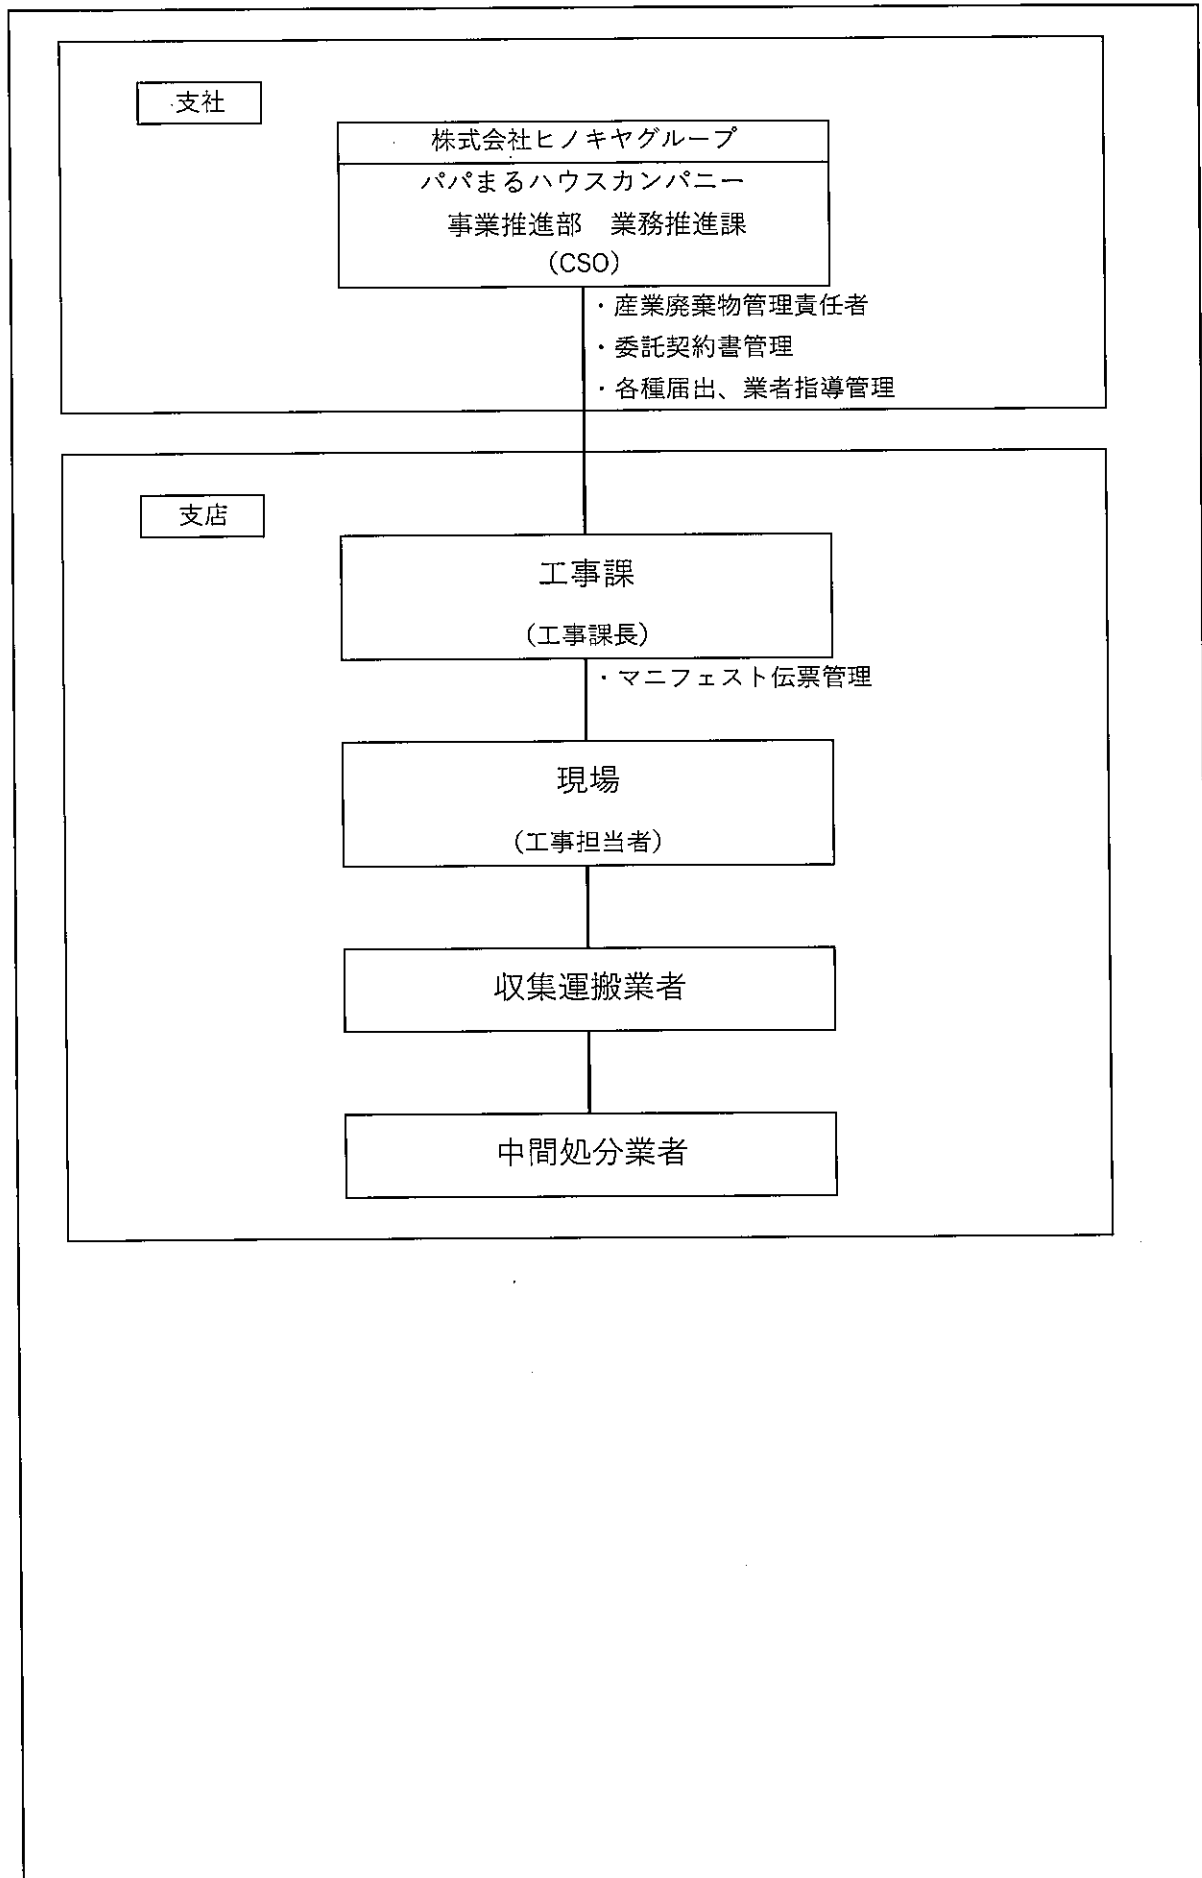 支社
株式会社ヒノキヤグループ
パパまるハウスカンパニー
事業推進部　業務推進課
（CSO）
・産業廃棄物管理責任者
・委託契約書管理
・各種届出、業者指導管理
支店
工事課
（工事課長）
・マニフェスト伝票管理
現場
（工事担当者）
収集運搬業者
中間処分業者